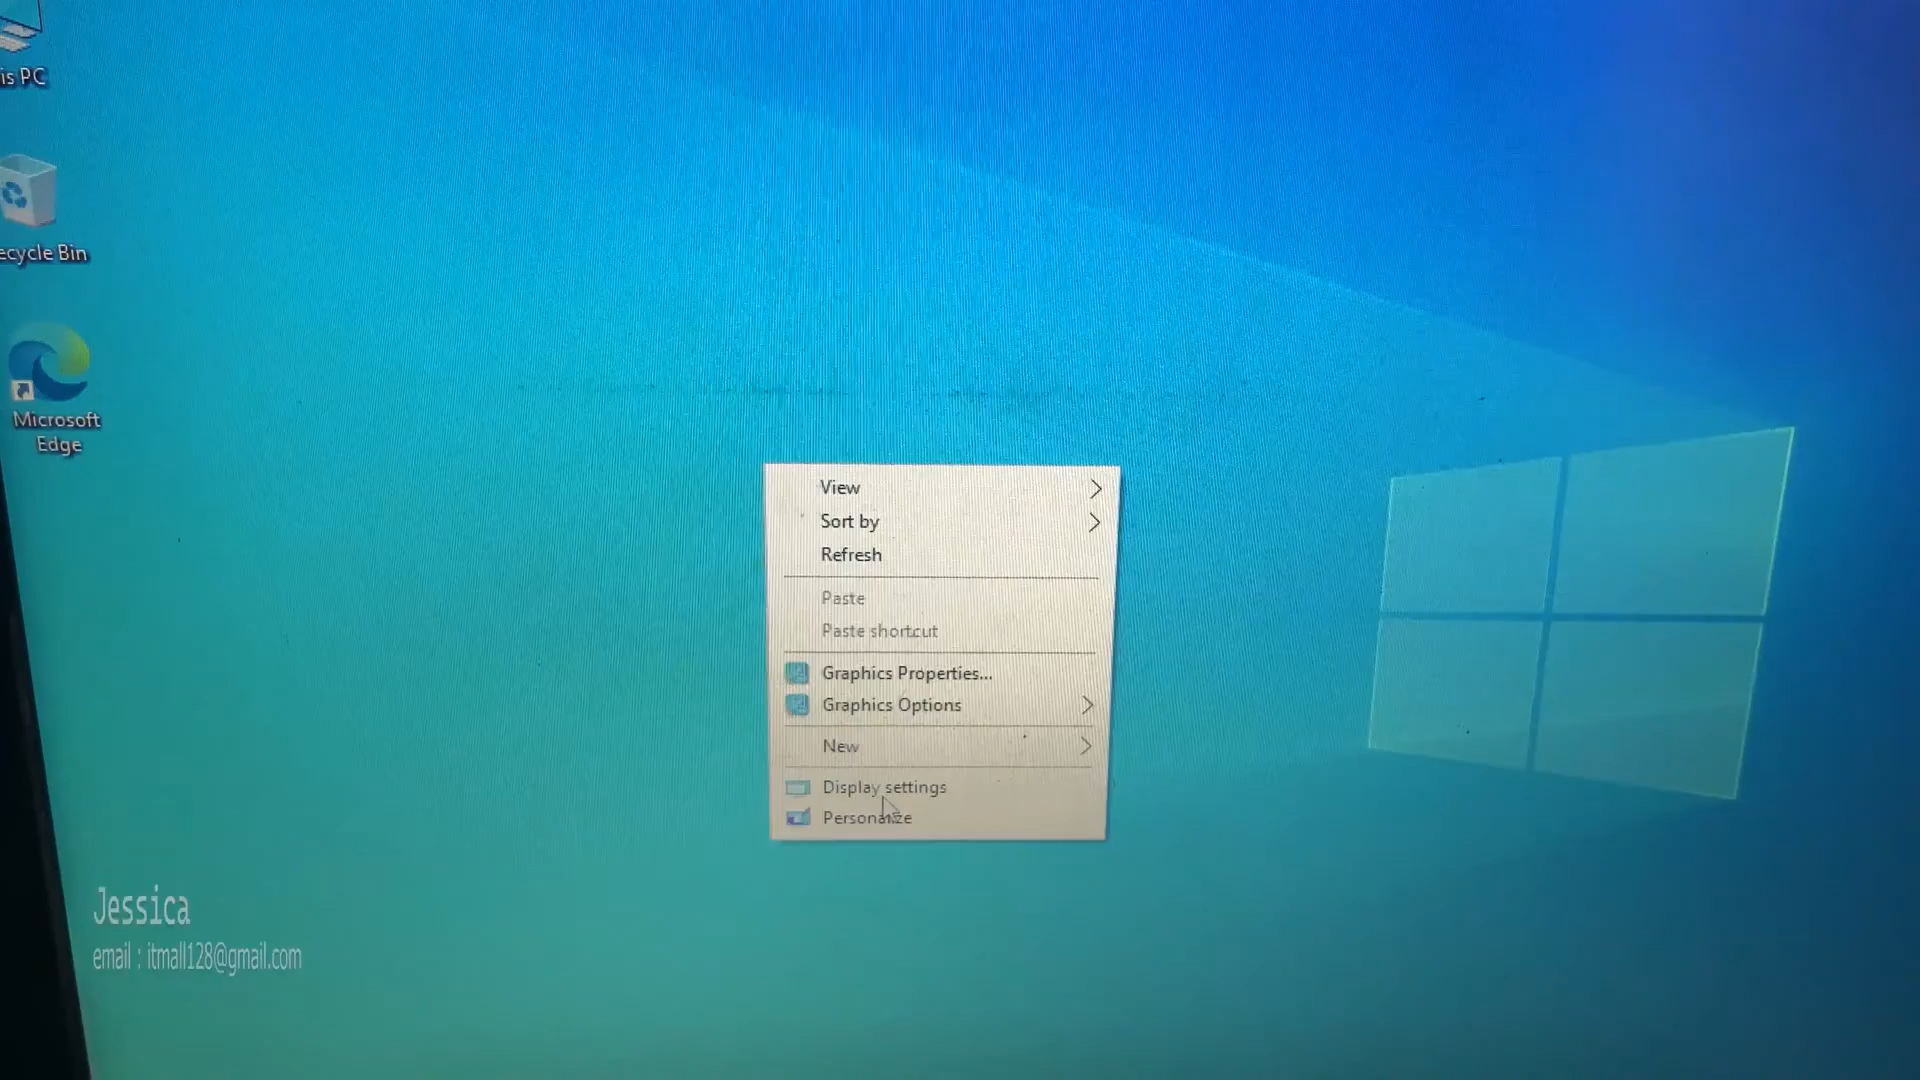 is PC
ecycle Bin
Microsoft
Edge
View
Sort by
Refresh
Paste
Paste shortcut
Graphics Properties...
Graphics Options
New
Display settings
Personalize
Jessica
email : itmall128@gmail.com